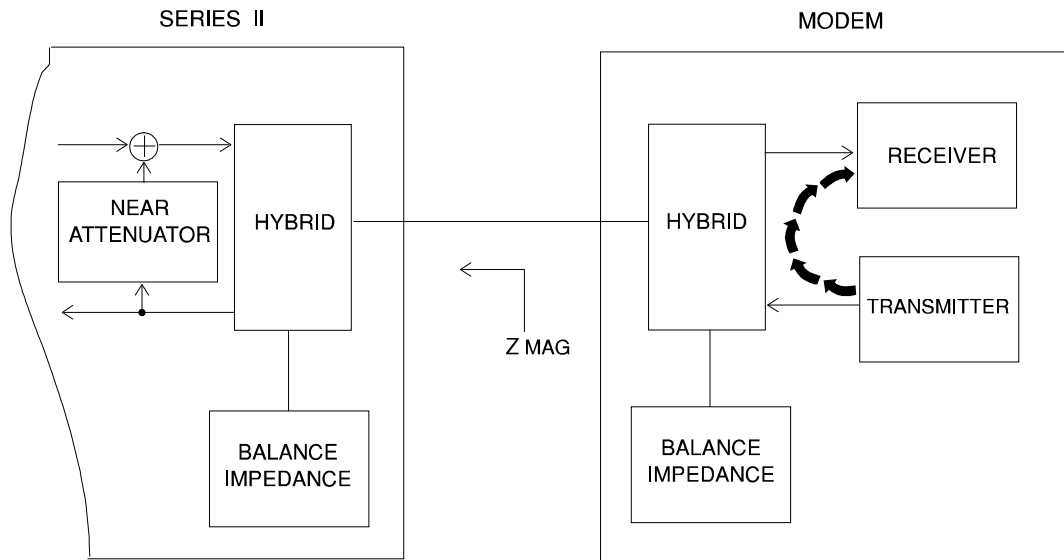 SERIES II
MODEM
NEAR
ATTENUATOR
HYBRID
BALANCE
IMPEDANCE
Z MAG
HYBRID
RECEIVER
TRANSMITTER
BALANCE
IMPEDANCE